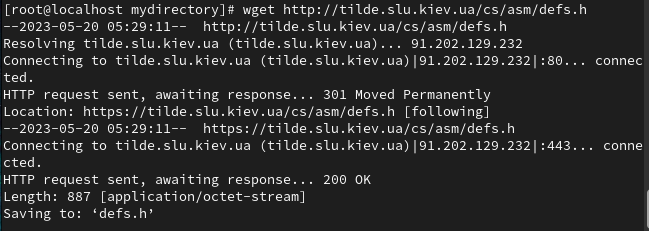 [root@localhost mydirectory]# wget http://tilde.slu.kiev.ua/cs/asm/defs.h
--2023-05-20 05:29:11--  http://tilde.slu.kiev.ua/cs/asm/defs.h
Resolving tilde.slu.kiev.ua (tilde.slu.kiev.ua)... 91.202.129.232
Connecting to tilde.slu.kiev.ua (tilde.slu.kiev.ua)|91.202.129.232|:80... connec
ted.
HTTP request sent, awaiting response... 301 Moved Permanently
Location: https://tilde.slu.kiev.ua/cs/asm/defs.h [following]
--2023-05-20 05:29:11--  https://tilde.slu.kiev.ua/cs/asm/defs.h
Connecting to tilde.slu.kiev.ua (tilde.slu.kiev.ua)|91.202.129.232|:443... conne
cted.
HTTP request sent, awaiting response... 200 OK
Length: 887 [application/octet-stream]
Saving to: ‘defs.h’